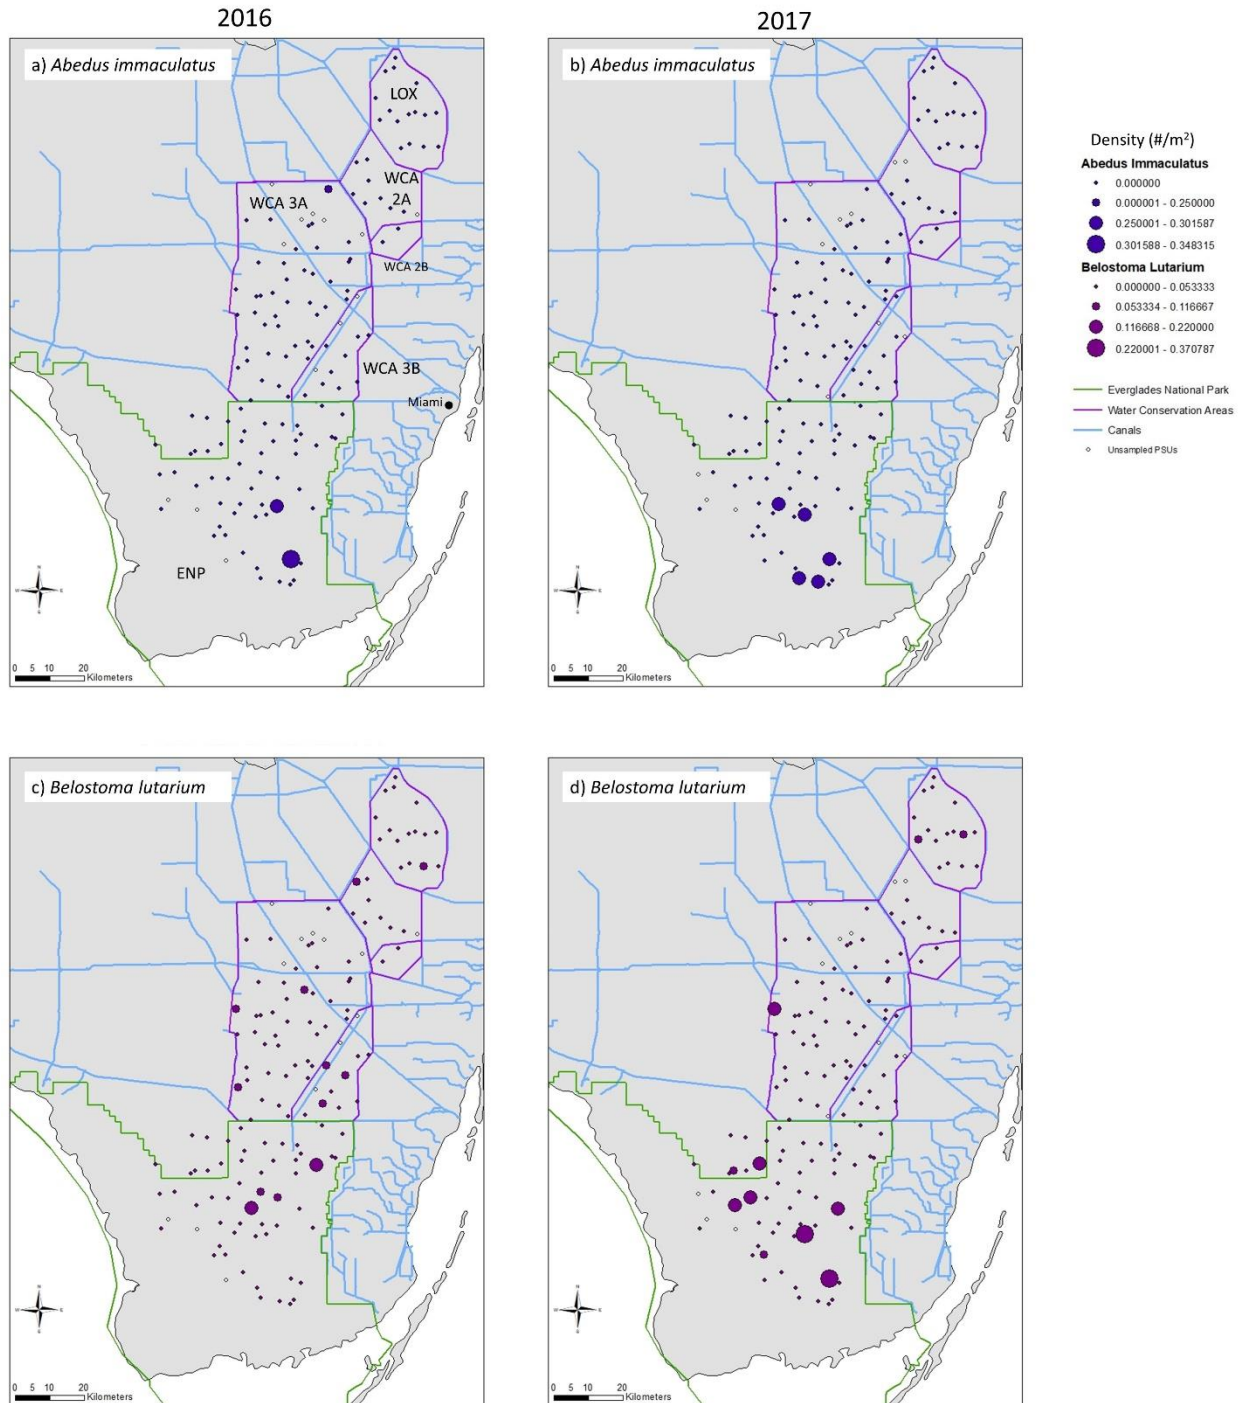 2016
2017
a) Abedus immaculatus
LOX
WCA
2A
WCA 3A
WCA 2B
WCA 3B
Miami
ENP
N
W E
S
0 5 10 20
Kilometers
b) Abedus immaculatus
N
W E
S
0 5 10 20
Kilometers
Density (#/m²)
Abedus Immaculatus
0.000000
0.000001 - 0.250000
0.250001 - 0.301587
0.301588 - 0.348315
Belostoma Lutarium
0.000000 - 0.053333
0.053334 - 0.116667
0.116668 - 0.220000
0.220001 - 0.370787
Everglades National Park
Water Conservation Areas
Canals
Unsampled PSUs
c) Belostoma lutarium
N
W E
S
0 5 10 20
Kilometers
d) Belostoma lutarium
N
W E
S
0 5 10 20
Kilometers